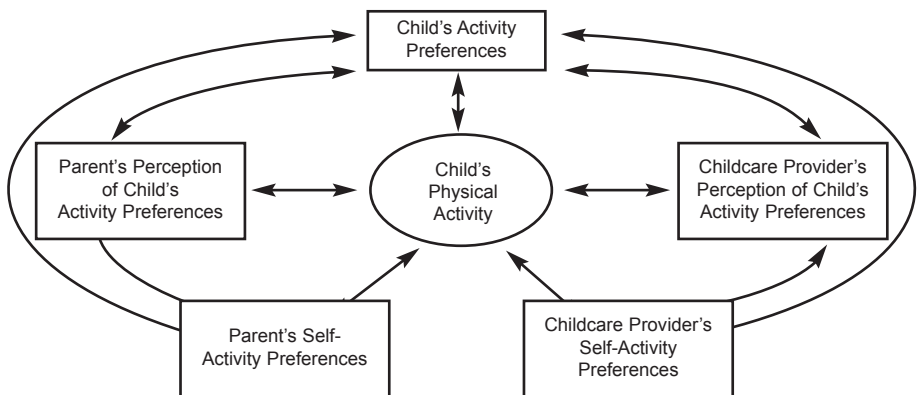 Child’s Activity
Preferences
Parent’s Perception
of Child’s
Activity Preferences
Child’s
Physical
Activity
Childcare Provider’s
Perception of Child’s
Activity Preferences
Parent’s Self-
Activity Preferences
Childcare Provider’s
Self-Activity
Preferences